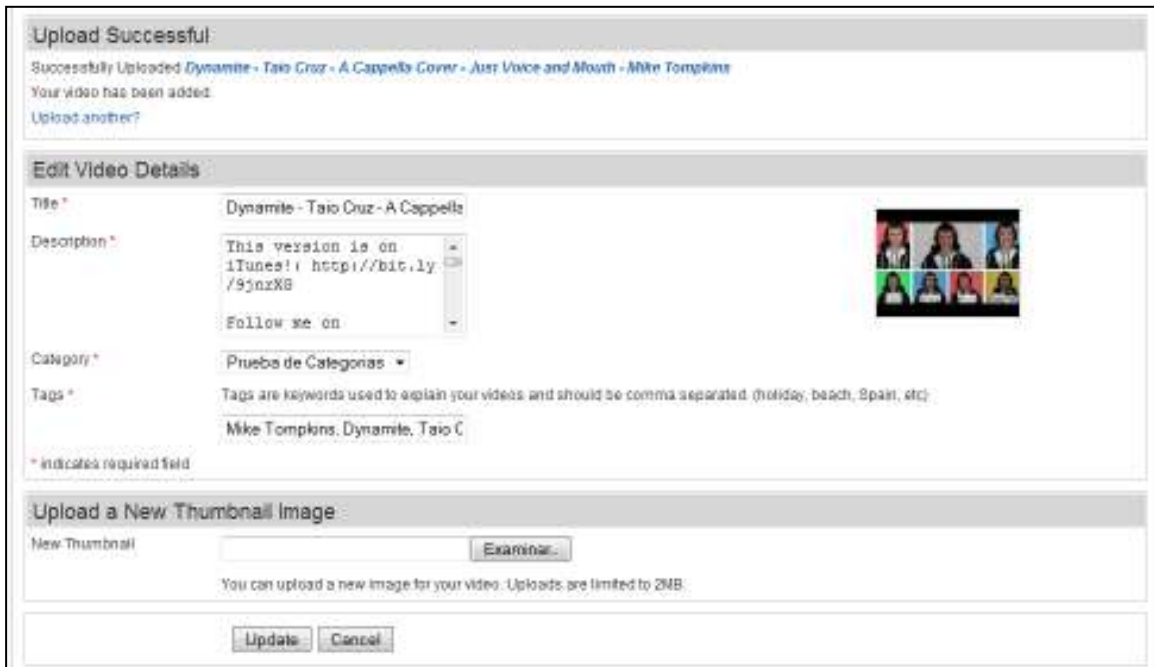 Upload Successful
Successfully Uploaded Dynamite - Taio Cruz - A Cappella Cover - Just Voice and Mouth - Mike Tompkins
Your video has been added.
Upload another?
Edit Video Details
Title * Dynamite - Taio Cruz - A Cappella
Description * This version is on
iTunes!: http://bit.ly
Follow me on
Category * Prueba de Categorias
Tags * Tags are keywords used to explain your videos and should be comma separated. (holiday, beach, Spain, etc)
Mike Tompkins, Dynamite, Taio C
* indicates required field
Upload a New Thumbnail Image
New Thumbnail Examinar..
You can upload a new image for your video. Uploads are limited to 2MB.
Update Cancel